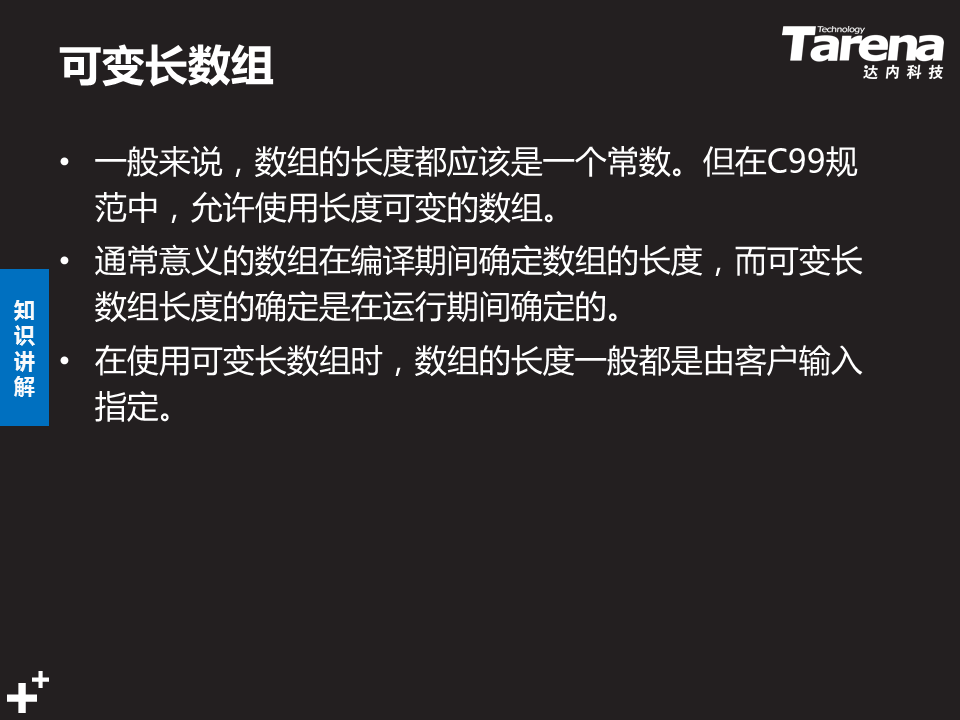 可变长数组
Technology
Tarena
达内科技
• 一般来说，数组的长度都应该是一个常数。但在C99规
范中，允许使用长度可变的数组。
• 通常意义的数组在编译期间确定数组的长度，而可变长
数组长度的确定是在运行期间确定的。
• 在使用可变长数组时，数组的长度一般都是由客户输入
指定。
知
识
讲
解